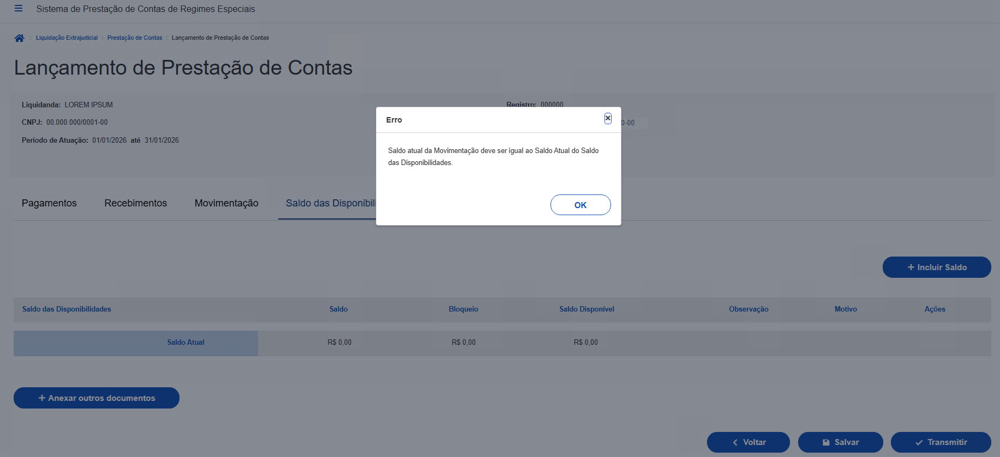 Sistema de Prestação de Contas de Regimes Especiais
Liquidação Extrajudicial Prestação de Contas Lançamento de Prestação de Contas
Lançamento de Prestação de Contas
Liquidanda: LOREM IPSUM
Registro: 000000
CNPJ: 00.000.000/0001-00
0-00
Período de Atuação: 01/01/2026 até 31/01/2026
Erro
Saldo atual da Movimentação deve ser igual ao Saldo Atual do Saldo
das Disponibilidades.
OK
Pagamentos Recebimentos Movimentação Saldo das Disponibili
+ Incluir Saldo
Saldo das Disponibilidades Saldo Bloqueio Saldo Disponível Observação Motivo Ações
Saldo Atual R$ 0,00 R$ 0,00 R$ 0,00
+ Anexar outros documentos
Voltar Salvar Transmitir